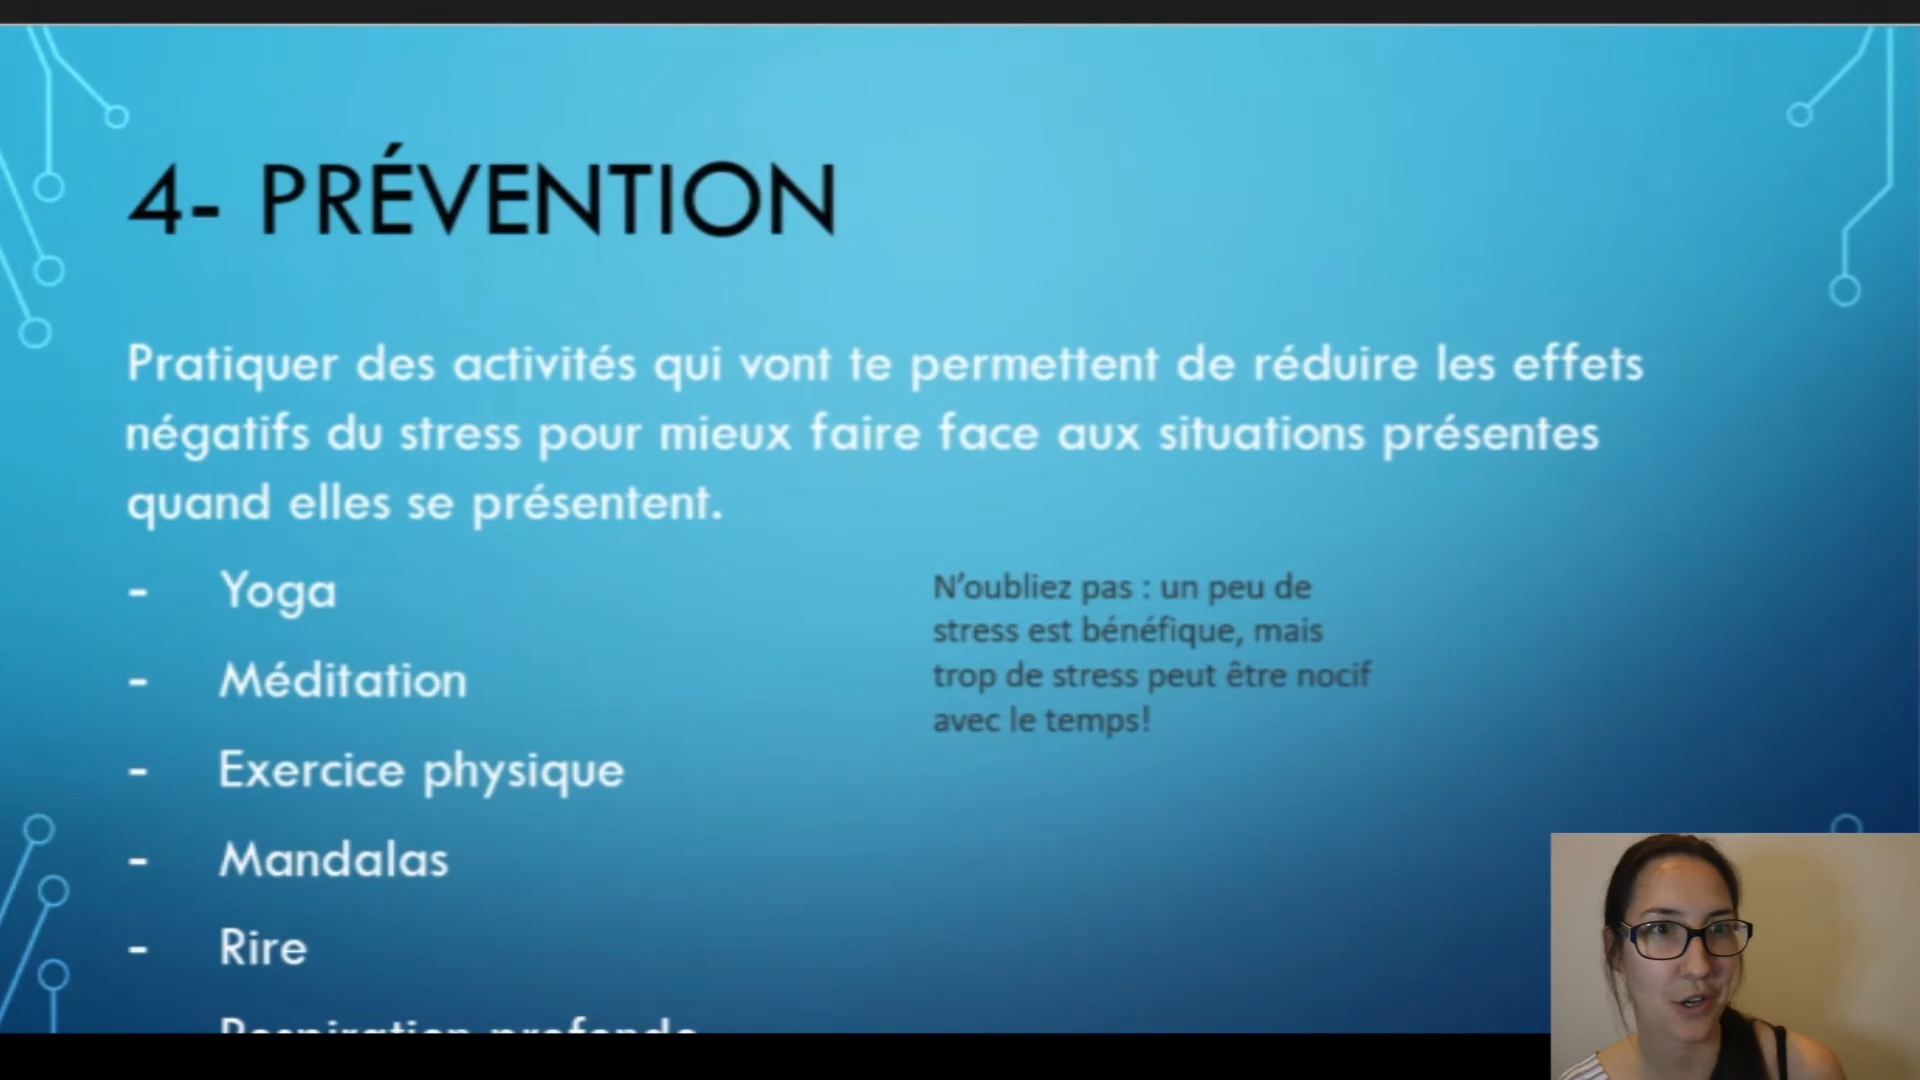 4- PRÉVENTION
Pratiquer des activités qui vont te permettent de réduire les effets
négatifs du stress pour mieux faire face aux situations présentes
quand elles se présentent.
- Yoga
- Méditation
- Exercice physique
- Mandalas
- Rire
Respiration profonde
N'oubliez pas : un peu de
stress est bénéfique, mais
trop de stress peut être nocif
avec le temps!